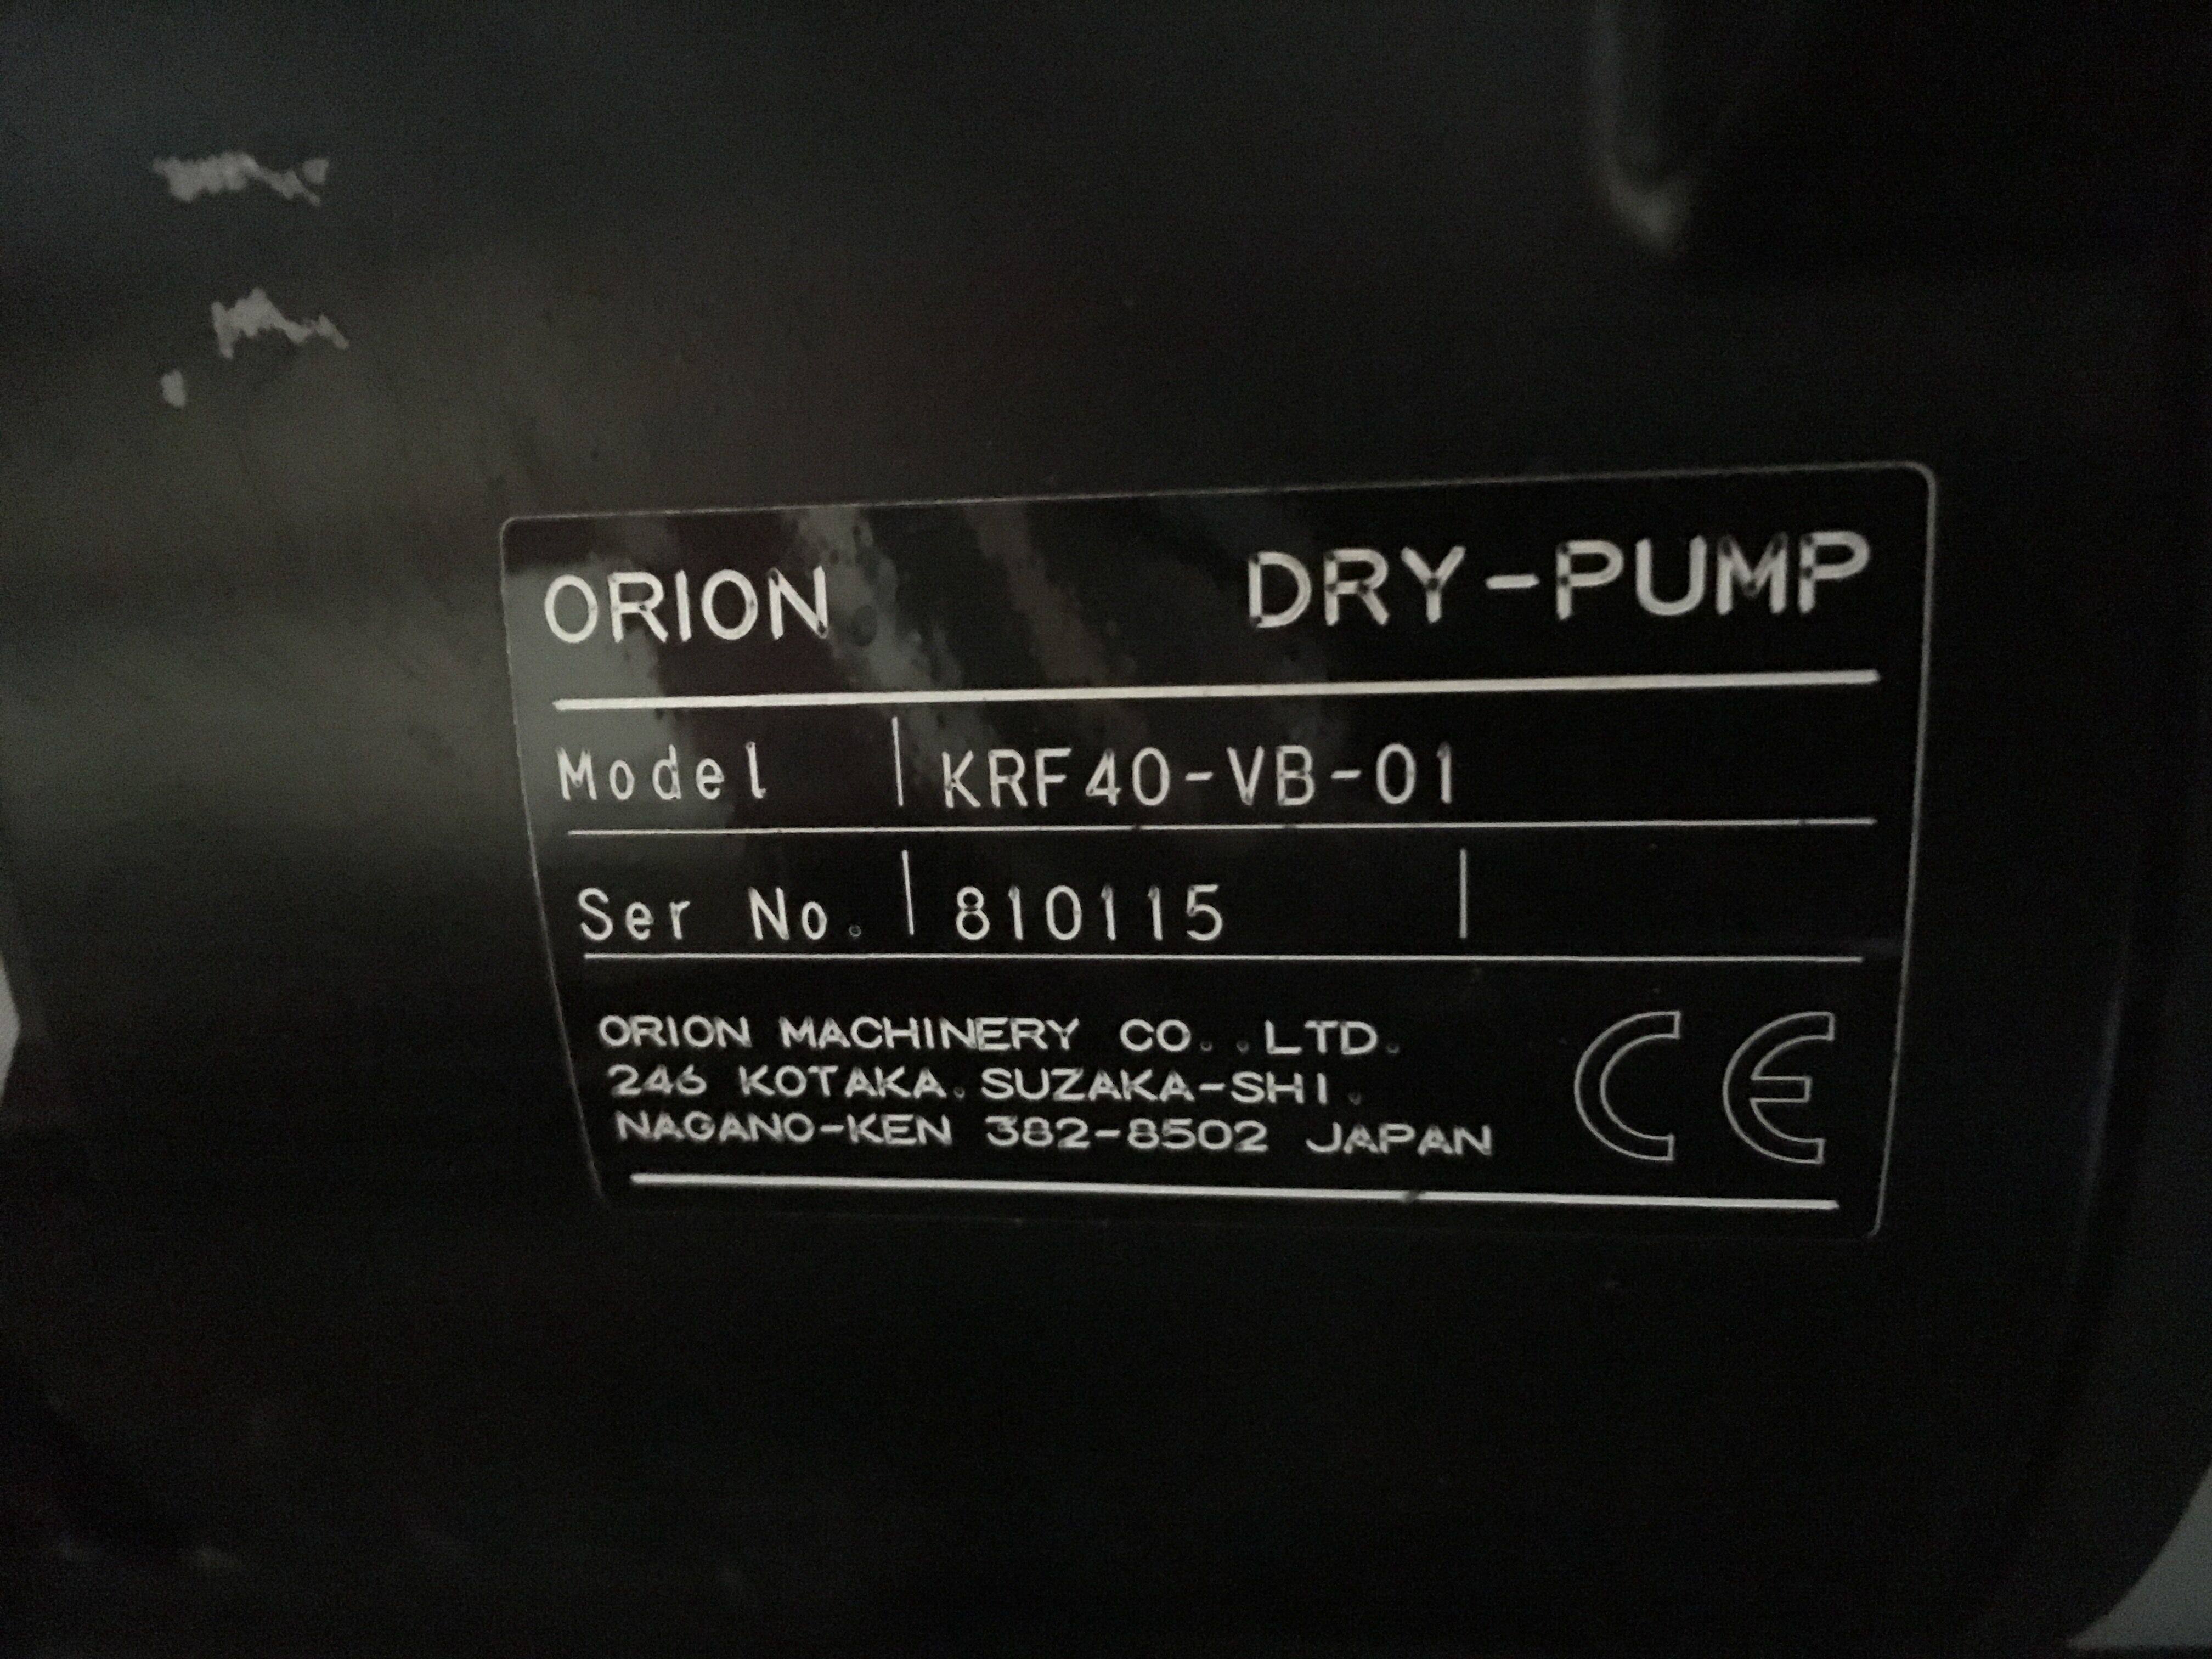 ORION DRY-PUMP
Model KRF40-VB-01
Ser No. 810115
ORION MACHINERY CO., LTD.
246 KOTAKA. SUZAKA-SHI.
NAGANO-KEN 382-8502 JAPAN
CE